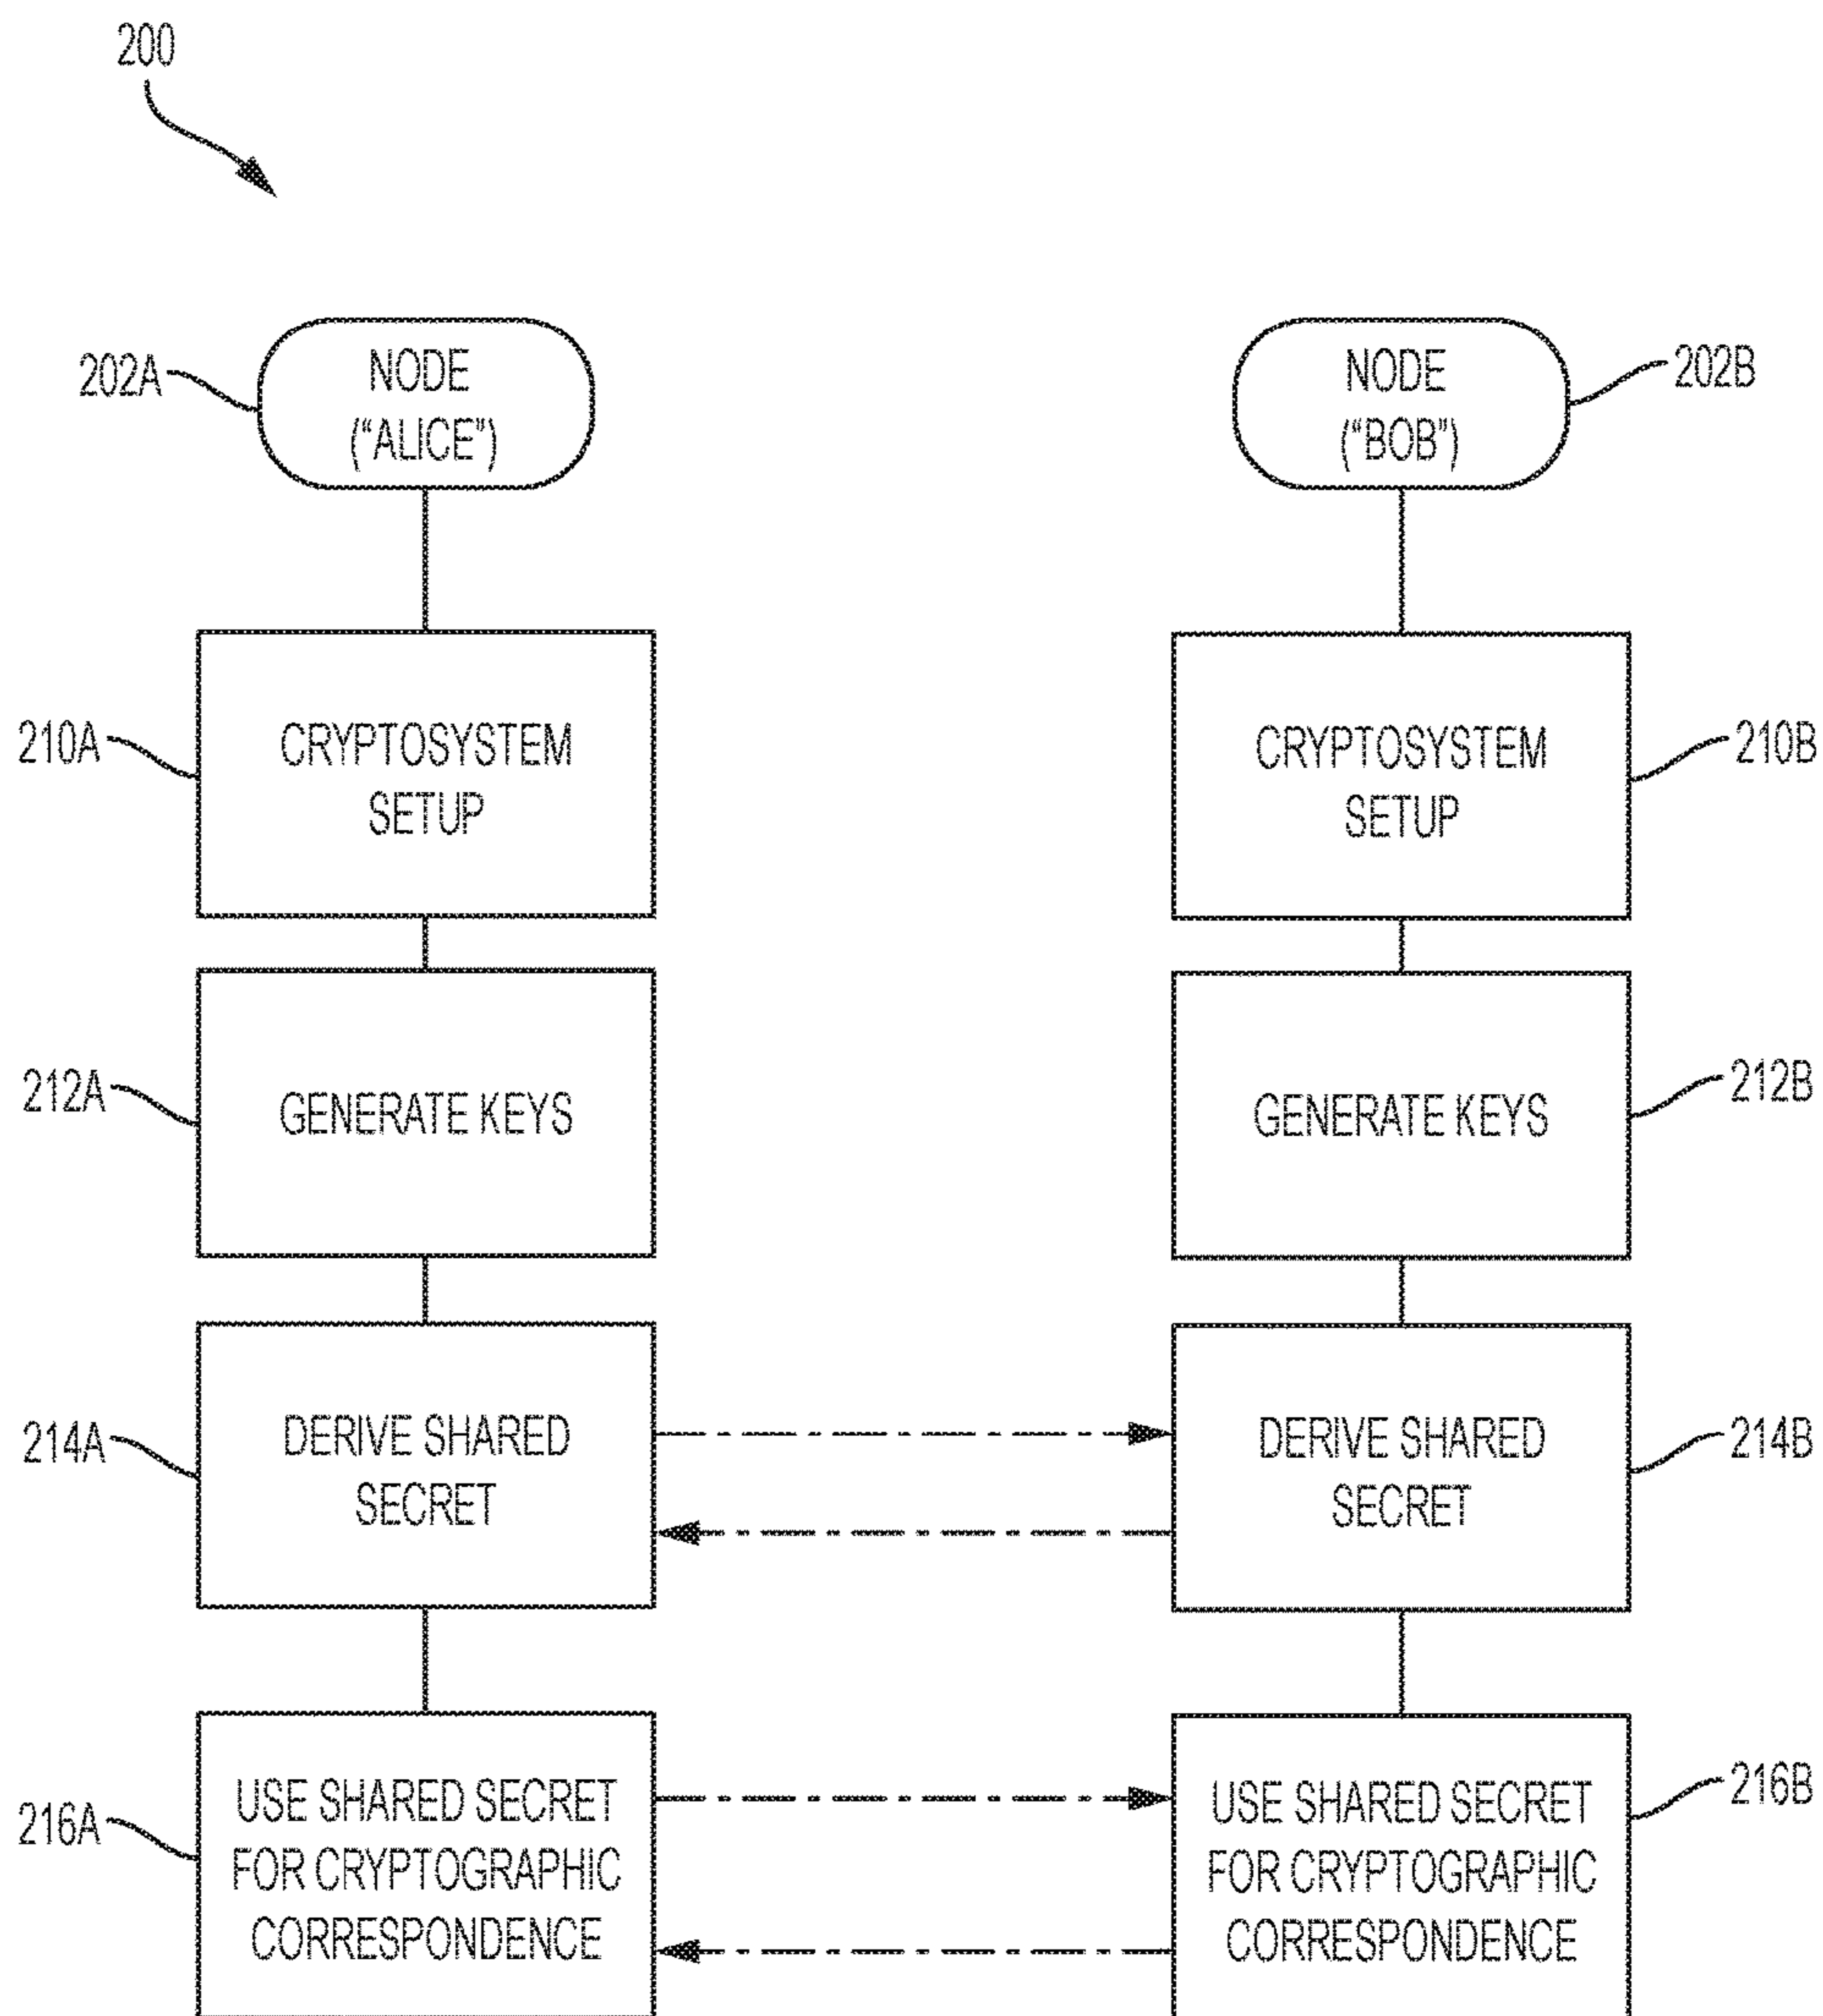 200
202A
NODE
("ALICE")
NODE
("BOB")
202B
210A
CRYPTOSYSTEM
SETUP
CRYPTOSYSTEM
SETUP
210B
212A
GENERATE KEYS
GENERATE KEYS
212B
214A
DERIVE SHARED
SECRET
DERIVE SHARED
SECRET
214B
216A
USE SHARED SECRET
FOR CRYPTOGRAPHIC
CORRESPONDENCE
USE SHARED SECRET
FOR CRYPTOGRAPHIC
CORRESPONDENCE
216B